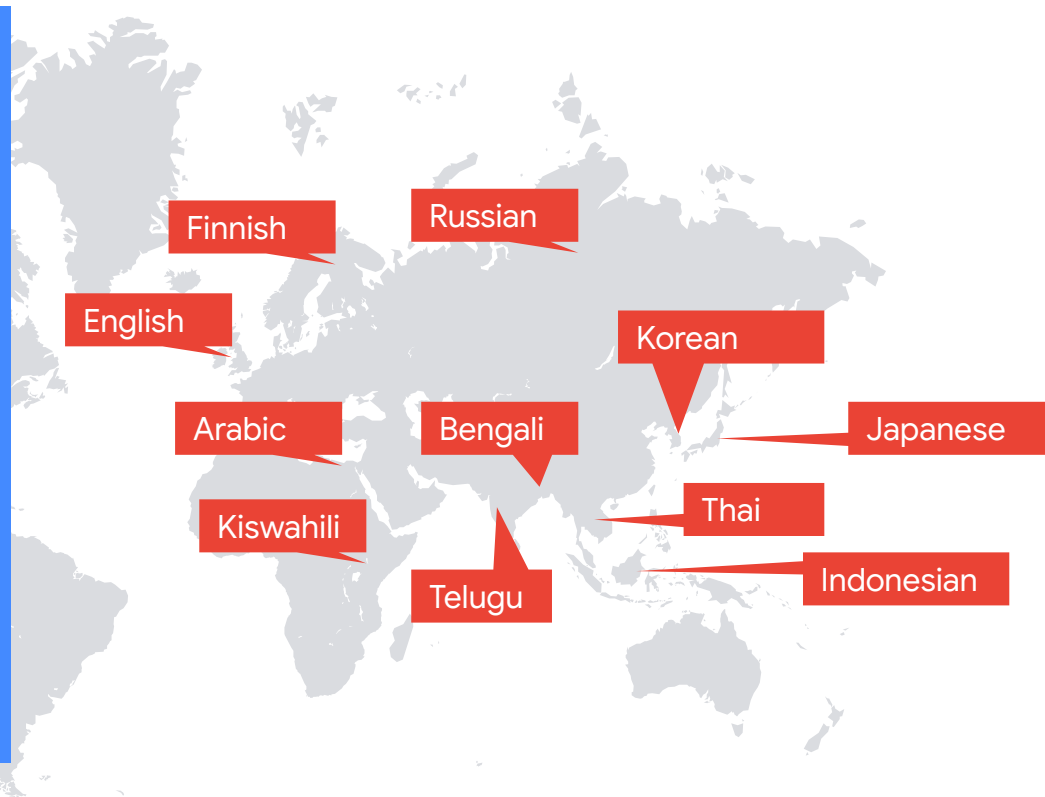 Finnish
Russian
English
Korean
Arabic
Bengali
Japanese
Kiswahili
Thai
Telugu
Indonesian